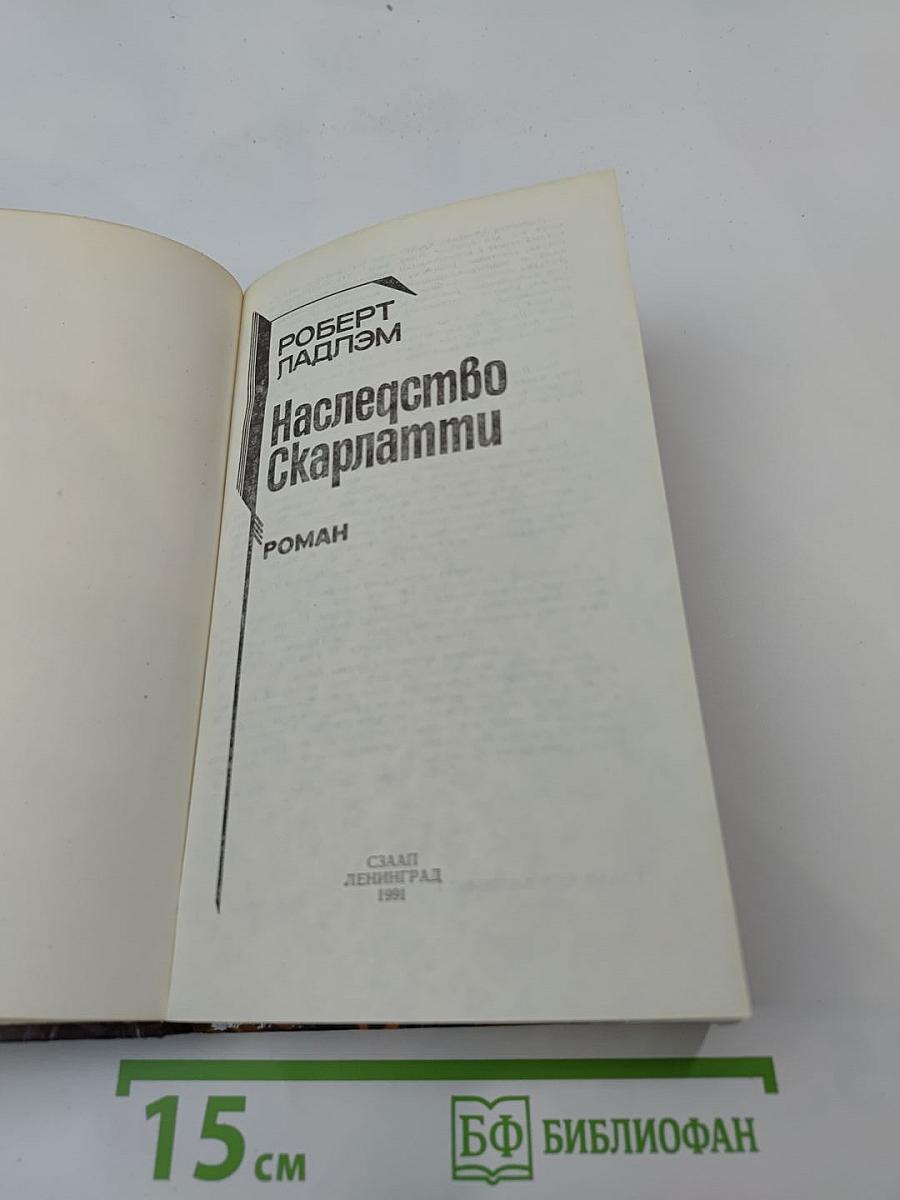 РОБЕРТ
ЛАДЛЭМ
Наследство
Скарлатти
РОМАН
СЗААП
ЛЕНИНГРАД
1991
15 см
БФ БИБЛИОФАН